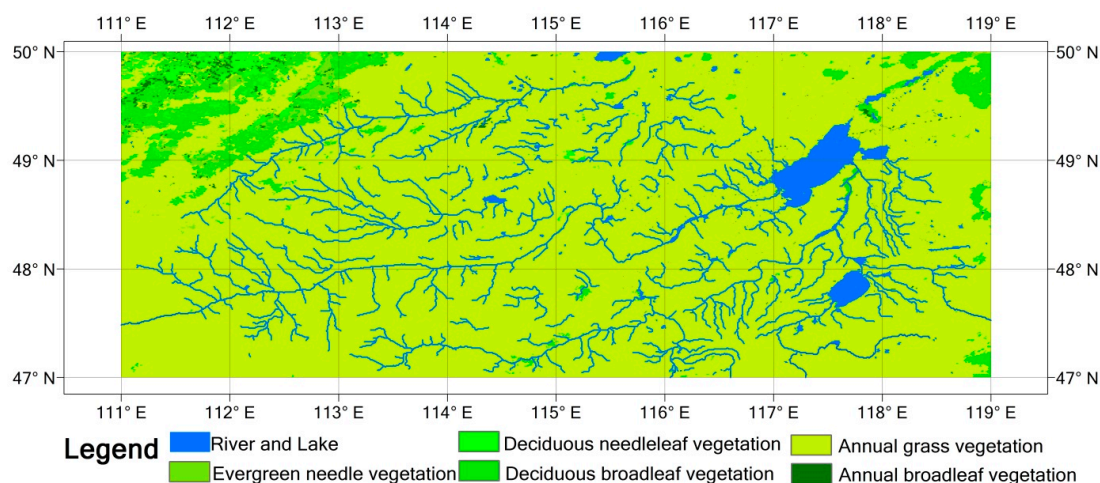 111° E 112° E 113° E 114° E 115° E 116° E 117° E 118° E 119° E
50° N 50° N
49° N 49° N
48° N 48° N
47° N 47° N
111° E 112° E 113° E 114° E 115° E 116° E 117° E 118° E 119° E
Legend River and Lake Deciduous needleleaf vegetation Annual grass vegetation
Evergreen needle vegetation Deciduous broadleaf vegetation Annual broadleaf vegetation